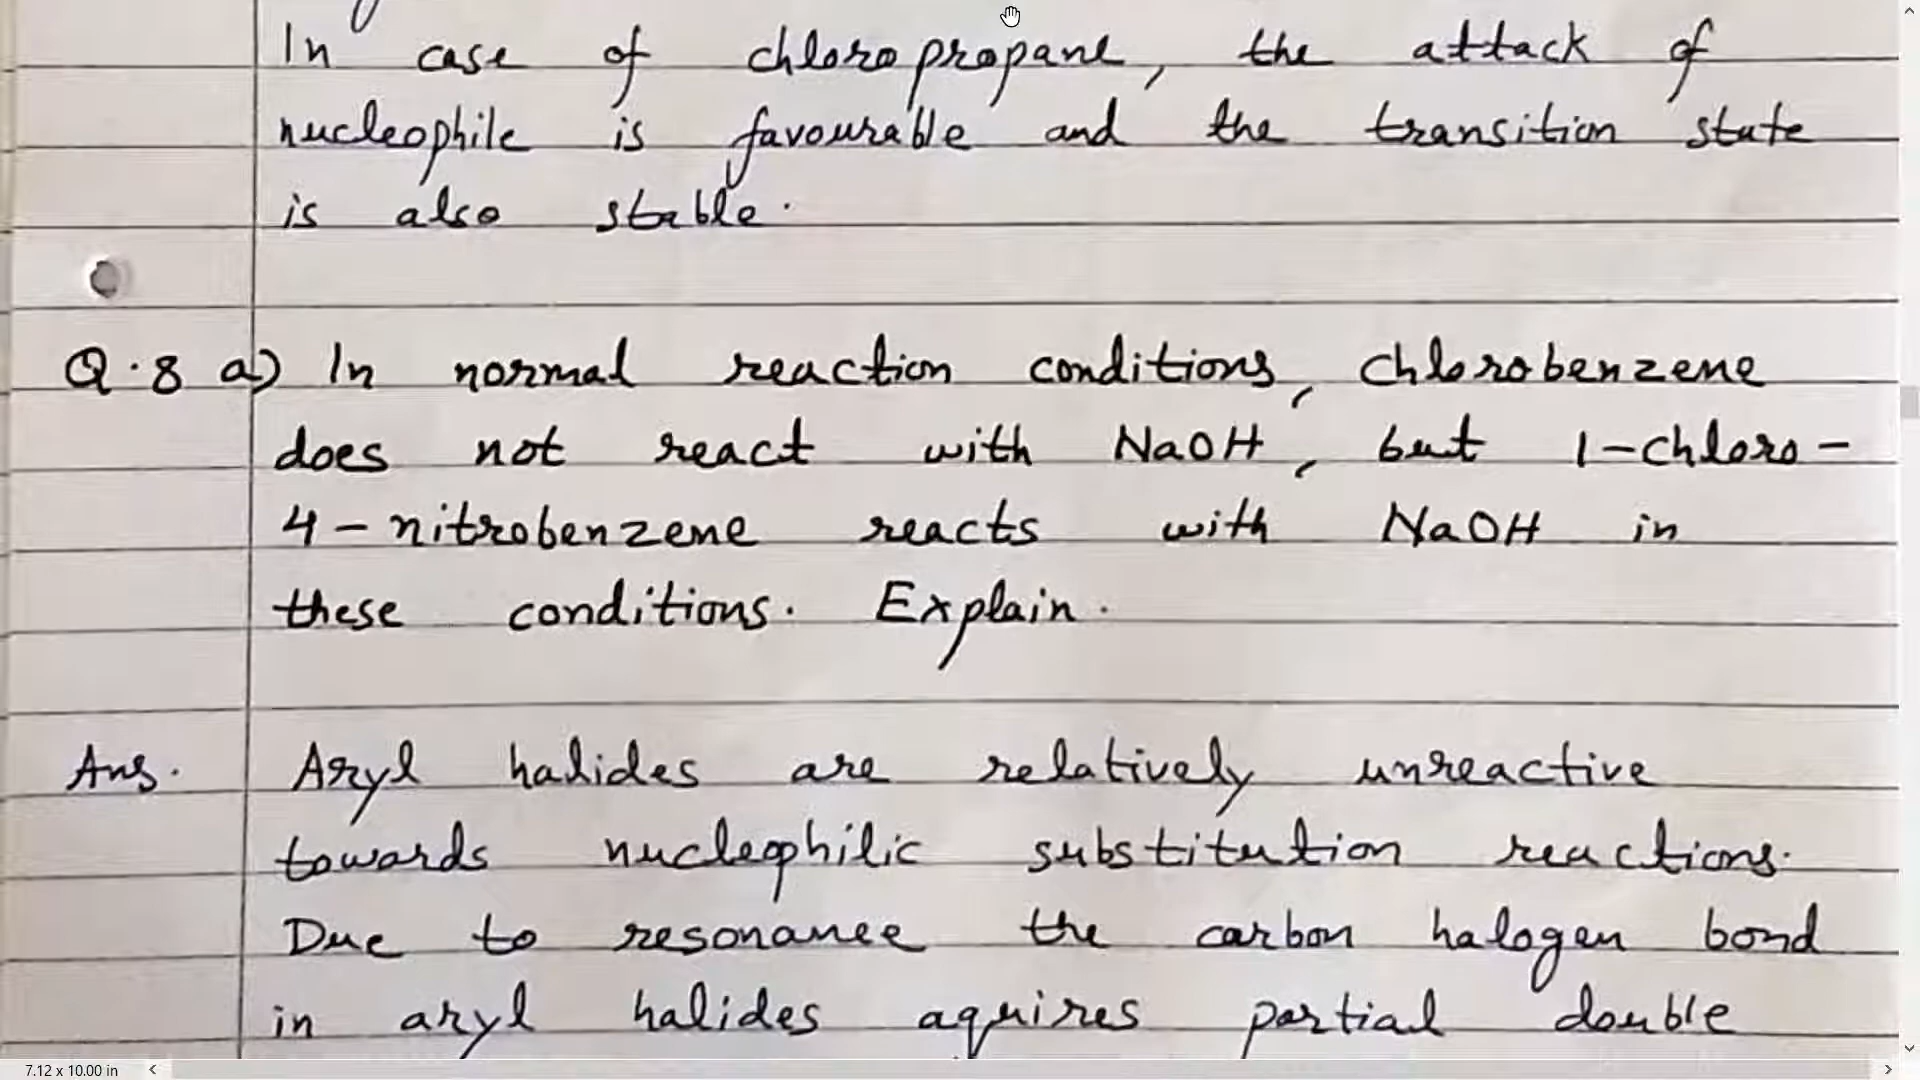 In case of chloropropane, the attack of
nucleophile is favourable and the transition state
is also stable.
Q.8 a) In normal reaction conditions, chlorobenzene
does not react with NaOH, but 1-chloro-
4-nitrobenzene reacts with NaOH in
these conditions. Explain.
Ans. Aryl halides are relatively unreactive
towards nucleophilic substitution reactions.
Due to resonance the carbon halogen bond
in aryl halides aquires partial double
7.12 x 10.00 in